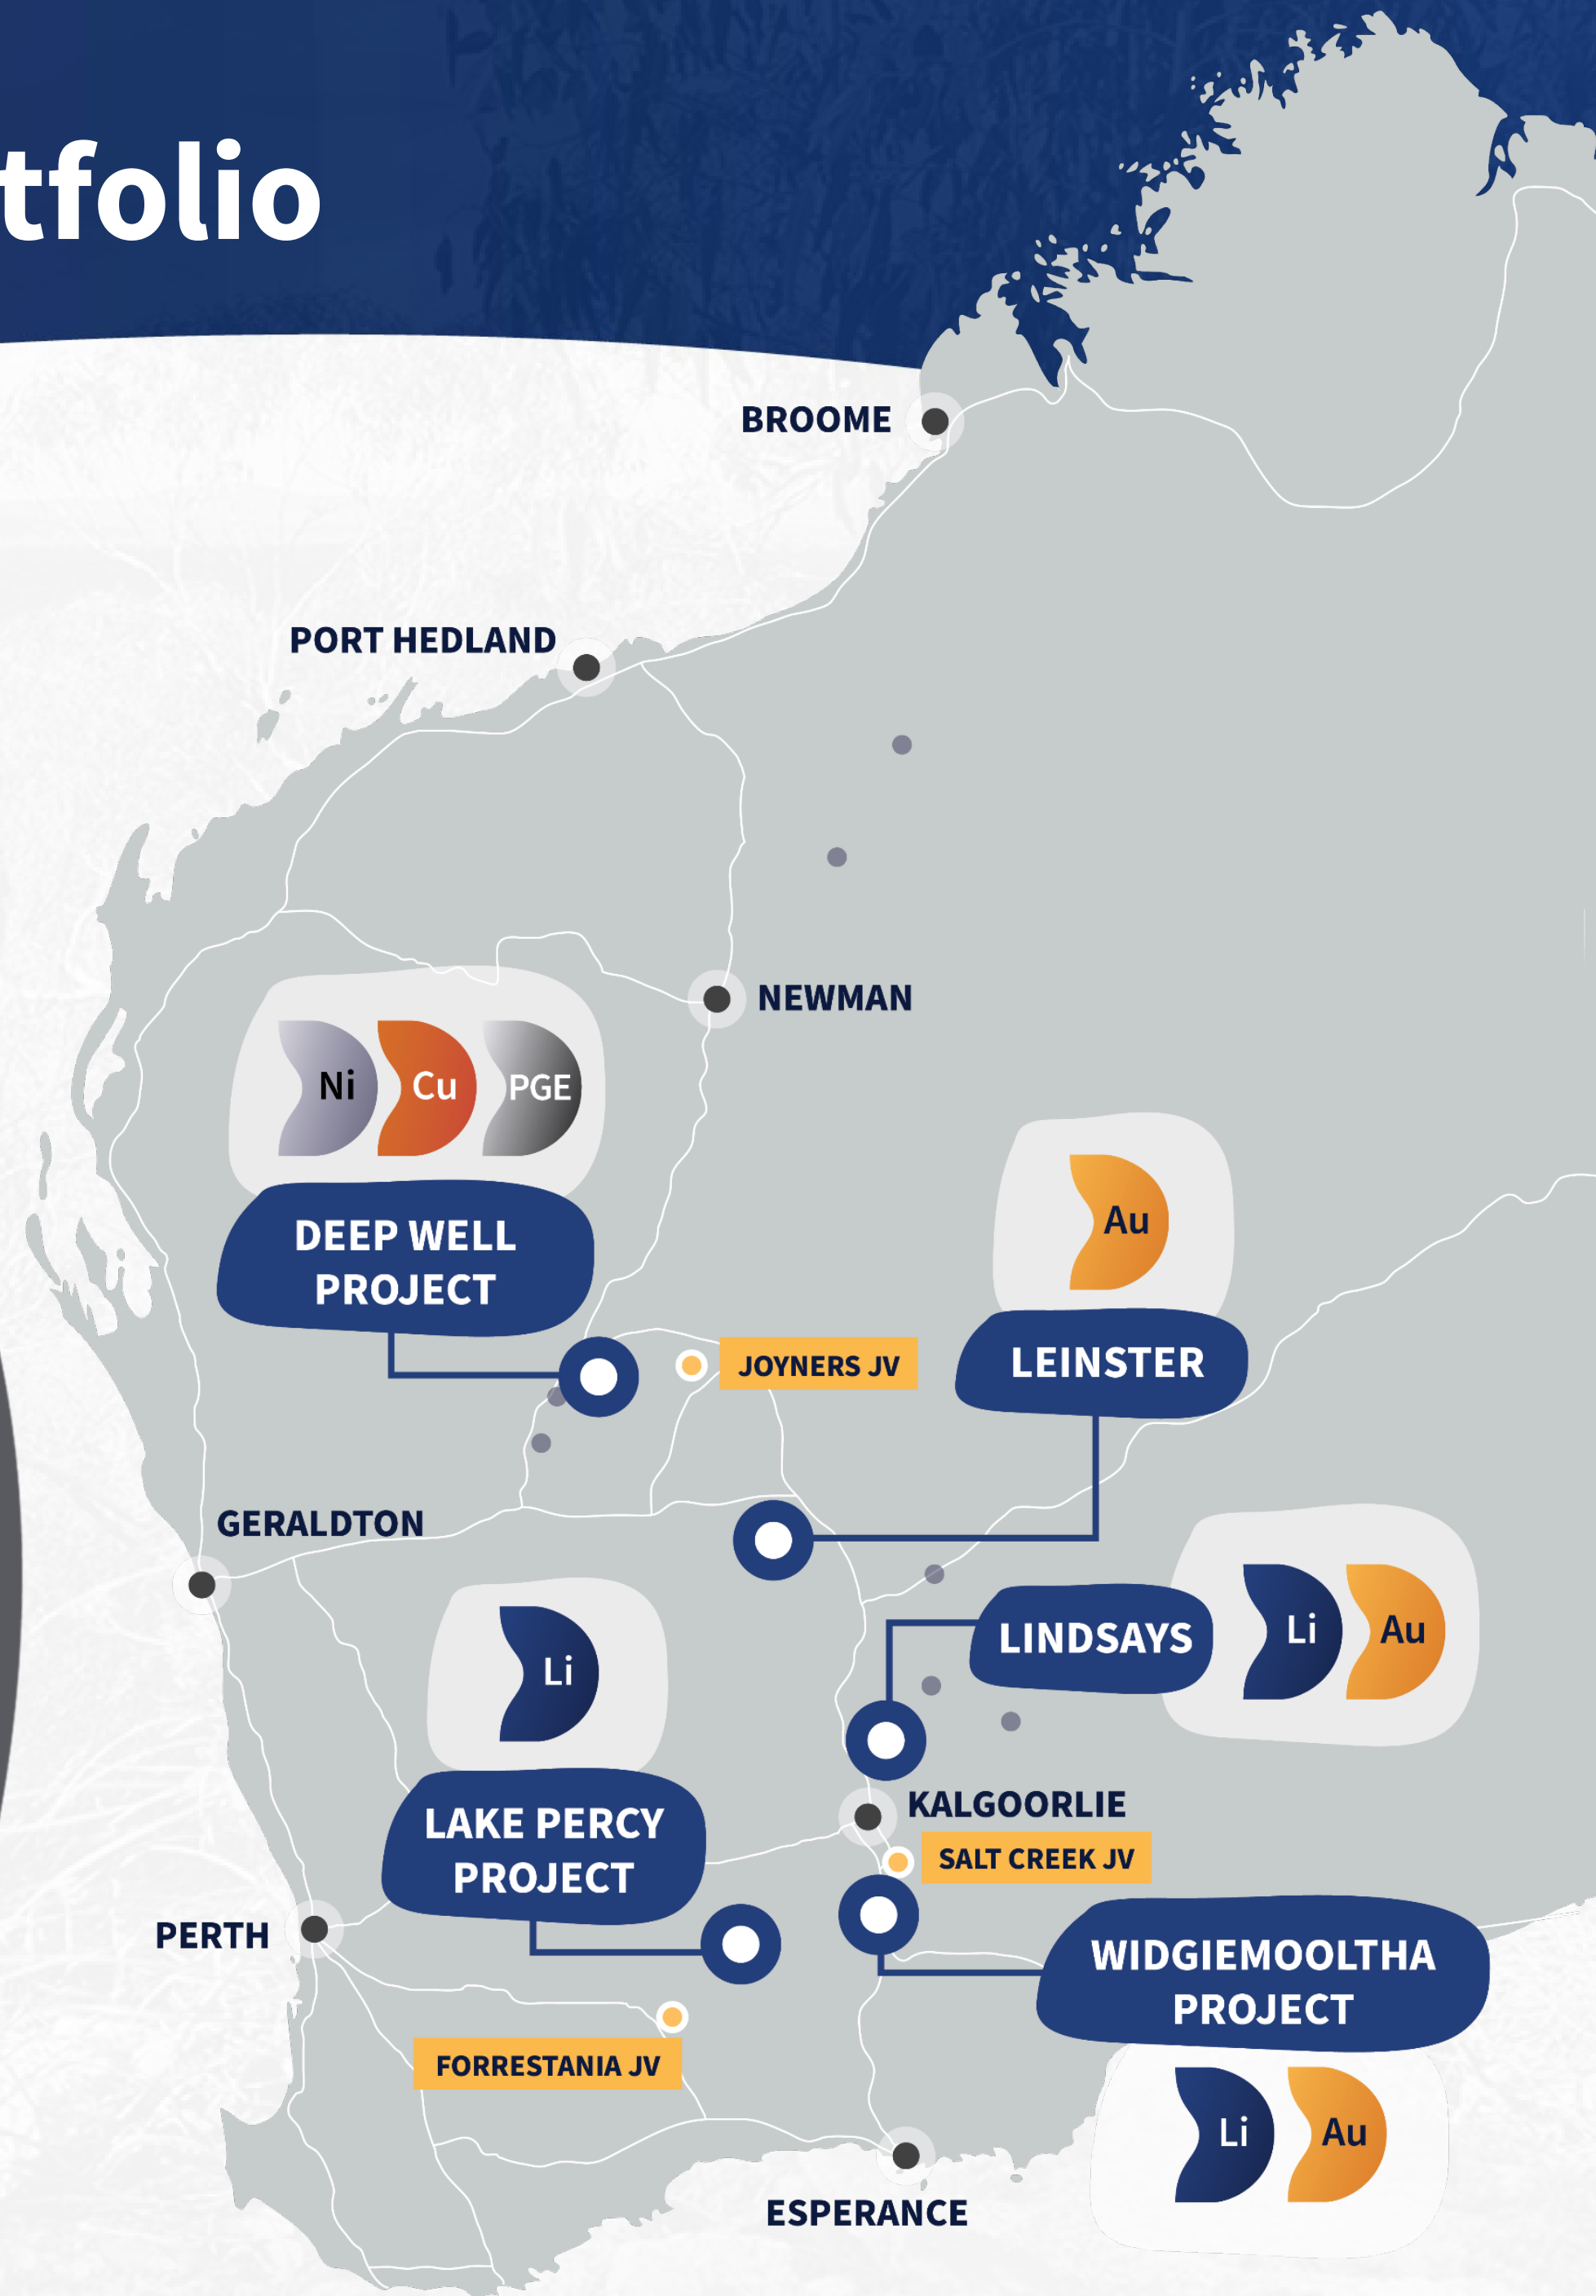 tfolio
BROOME
PORT HEDLAND
NEWMAN
Ni Cu PGE
DEEP WELL
PROJECT
Au
LEINSTER
JOYNERS JV
GERALDTON
Li
LAKE PERCY
PROJECT
LINDSAYS
Li Au
KALGOORLIE
SALT CREEK JV
PERTH
WIDGIEMOOLTHA
PROJECT
Li Au
FORRESTANIA JV
ESPERANCE